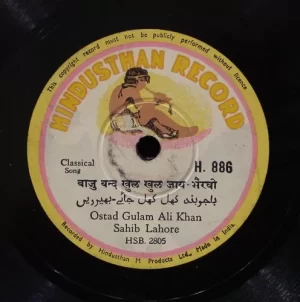 This copyright record must not be publicly performed without licence
HINDUSTHAN RECORD
Classical
Song
H. 886
बाजु बन्द खुल खुल जाय-भैरवी
باجوبند کھل کھل جائے-بھیرویں
Ostad Gulam Ali Khan
Sahib Lahore
HSB. 2805
Recorded by Hindusthan M Products Ltd., Made in India.